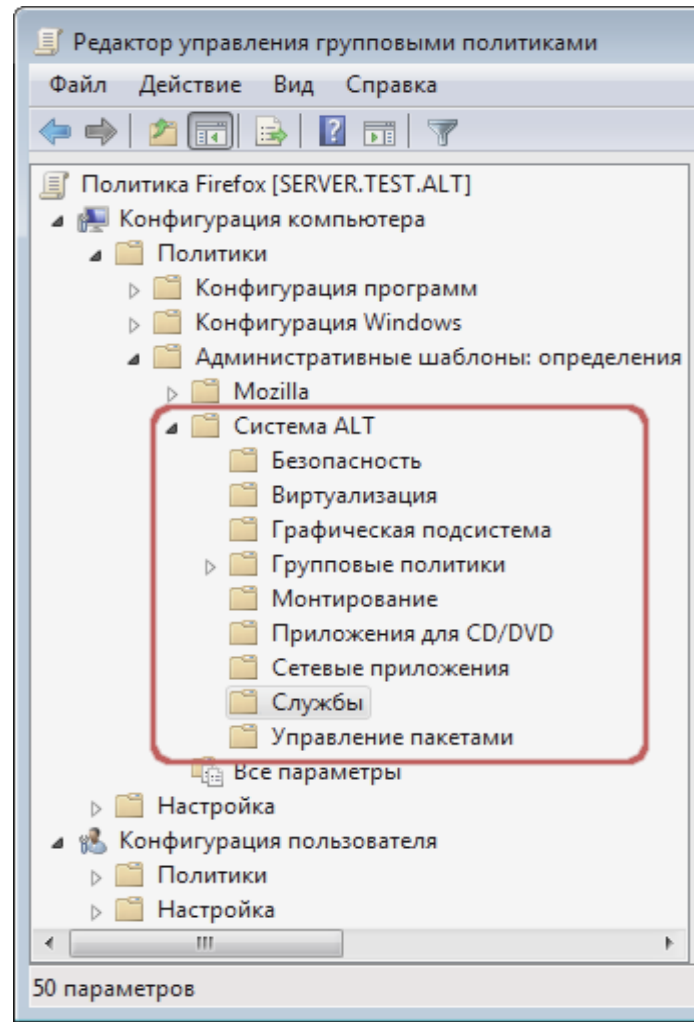 Редактор управления групповыми политиками
Файл Действие Вид Справка
Политика Firefox [SERVER.TEST.ALT]
Конфигурация компьютера
Политики
Конфигурация программ
Конфигурация Windows
Административные шаблоны: определения
Mozilla
Система ALT
Безопасность
Виртуализация
Графическая подсистема
Групповые политики
Монтирование
Приложения для CD/DVD
Сетевые приложения
Службы
Управление пакетами
Все параметры
Настройка
Конфигурация пользователя
Политики
Настройка
50 параметров